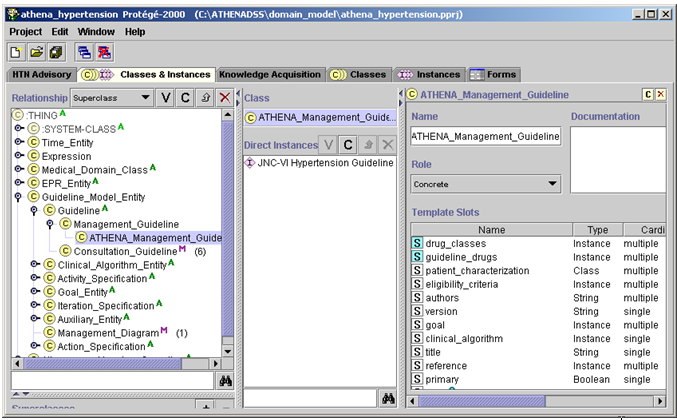 athena_hypertension Protégé-2000 (C:\ATHENADSS\domain_model\athena_hypertension.pprj)
Project Edit Window Help
HTN Advisory C I Classes & Instances Knowledge Acquisition C Classes I Instances Forms
Relationship Superclass V C X
:THING A
C :SYSTEM-CLASS A
C Time_Entity
C Expression
C Medical_Domain_Class A
C EPR_Entity A
C Guideline_Model_Entity
C Guideline A
C Management_Guideline
C ATHENA_Management_Guide
C Consultation_Guideline M (6)
C Clinical_Algorithm_Entity A
C Activity_Specification A
C Goal_Entity A
C Iteration_Specification A
C Auxiliary_Entity A
C Management_Diagram M (1)
C Action_Specification A
Superclasses
Class
C ATHENA_Management_Guide...
Direct Instances V C X
I JNC-VI Hypertension Guideline
C ATHENA_Management_Guideline C X
Name Documentation
ATHENA_Management_Guideline
Role
Concrete
Template Slots
Name Type Cardi
S drug_classes Instance multiple
S guideline_drugs Instance multiple
S patient_characterization Class multiple
S eligibility_criteria Instance multiple
S authors String multiple
S version String single
S goal Instance single
S clinical_algorithm Instance single
S title String single
S reference Instance multiple
S primary Boolean single